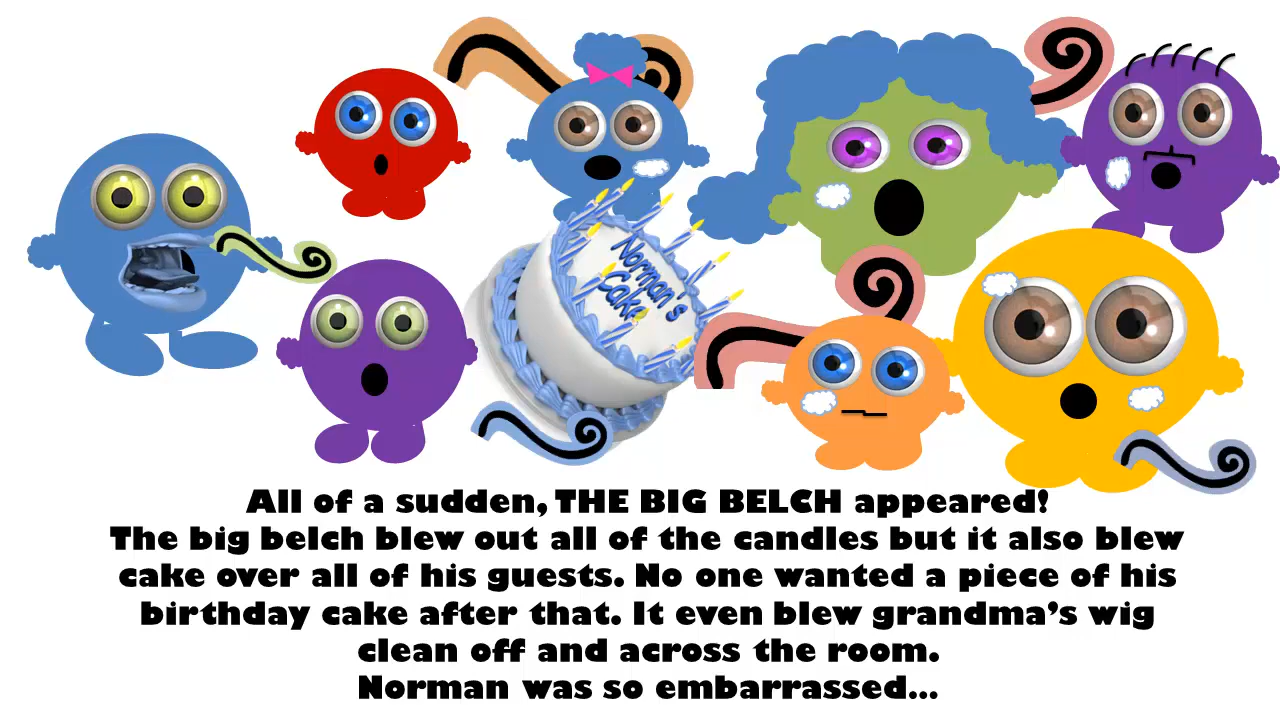 Norman's
Cake
All of a sudden, THE BIG BELCH appeared!
The big belch blew out all of the candles but it also blew
cake over all of his guests. No one wanted a piece of his
birthday cake after that. It even blew grandma’s wig
clean off and across the room.
Norman was so embarrassed...